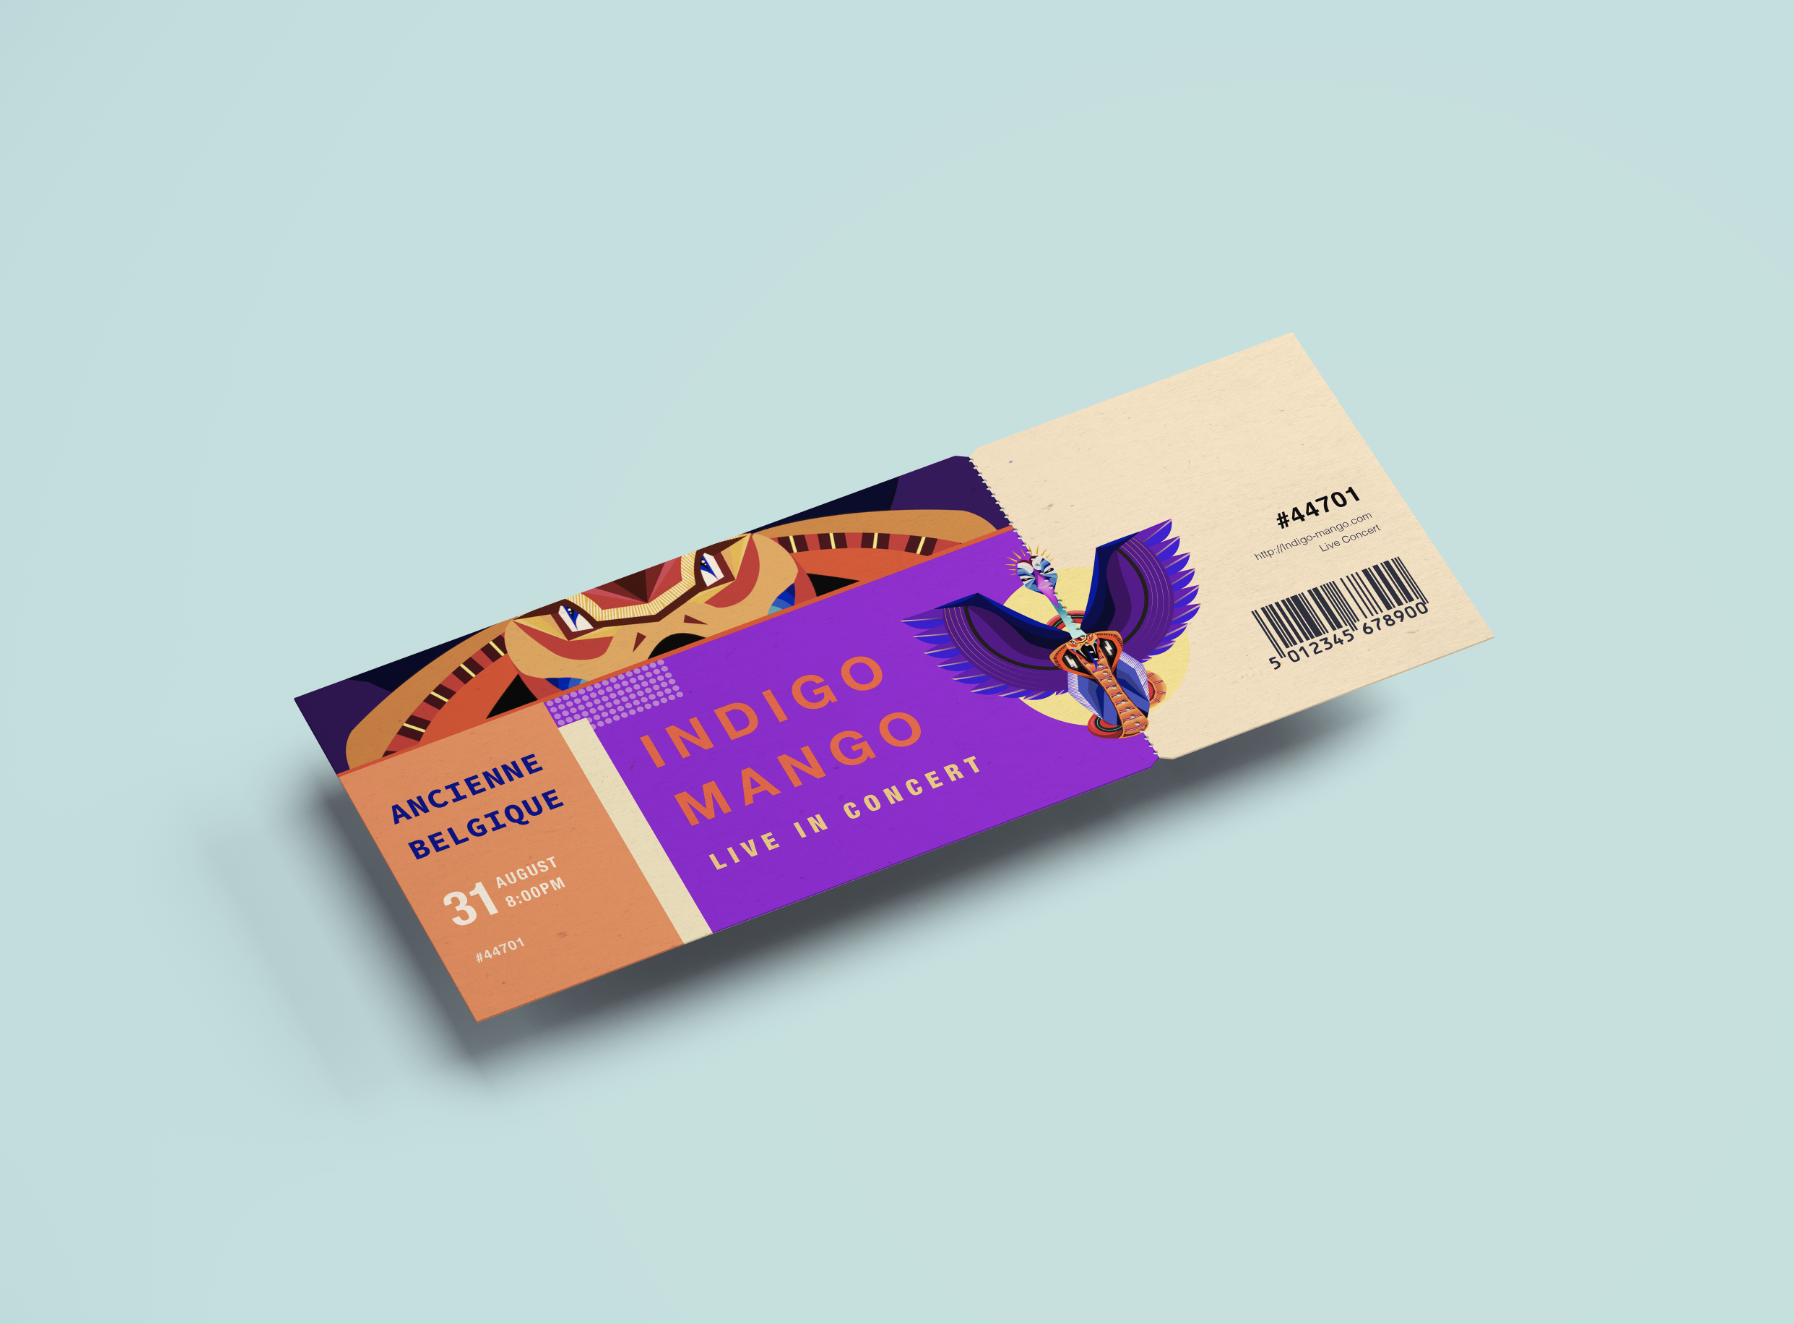 ANCIENNE
BELGIQUE
31
AUGUST
8:00PM
#44701
INDIGO
MANGO
LIVE IN CONCERT
#44701
http://Indigo-mango.com
Live Concert
5 012345 678900